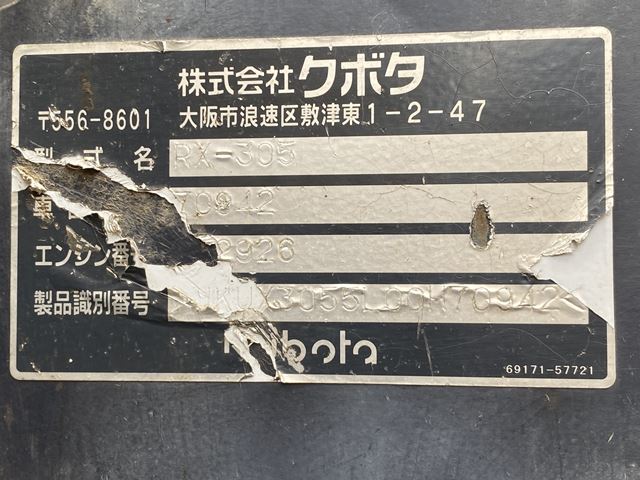 株式会社クボタ
〒556-8601 大阪市浪速区敷津東1-2-47
型式名 RX-305
車 70942
エンジン番号 2926
製品識別番号
kubota
69171-57721